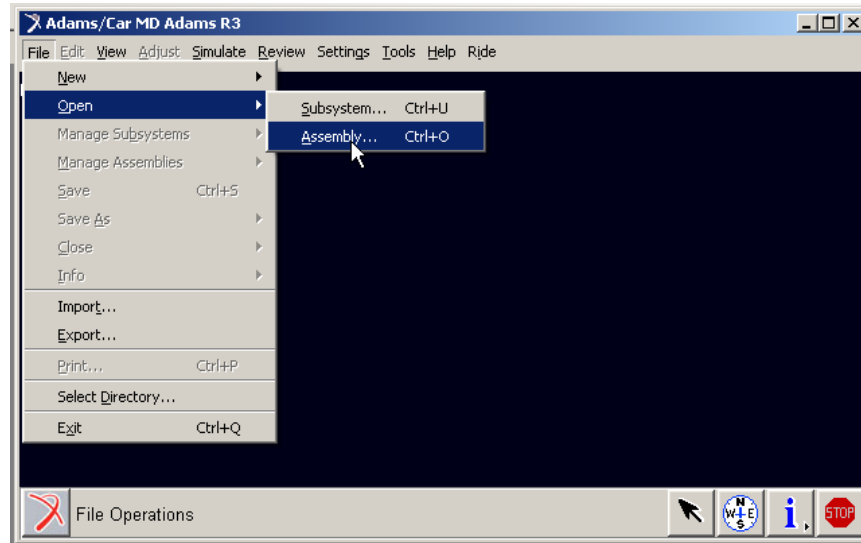 Adams/Car MD Adams R3
File Edit View Adjust Simulate Review Settings Tools Help Ride
New
Open
Subsystem... Ctrl+U
Manage Subsystems
Assembly... Ctrl+O
Manage Assemblies
Save Ctrl+S
Save As
Close
Info
Import...
Export...
Print... Ctrl+P
Select Directory...
Exit Ctrl+Q
File Operations
N
W E
S
i
STOP